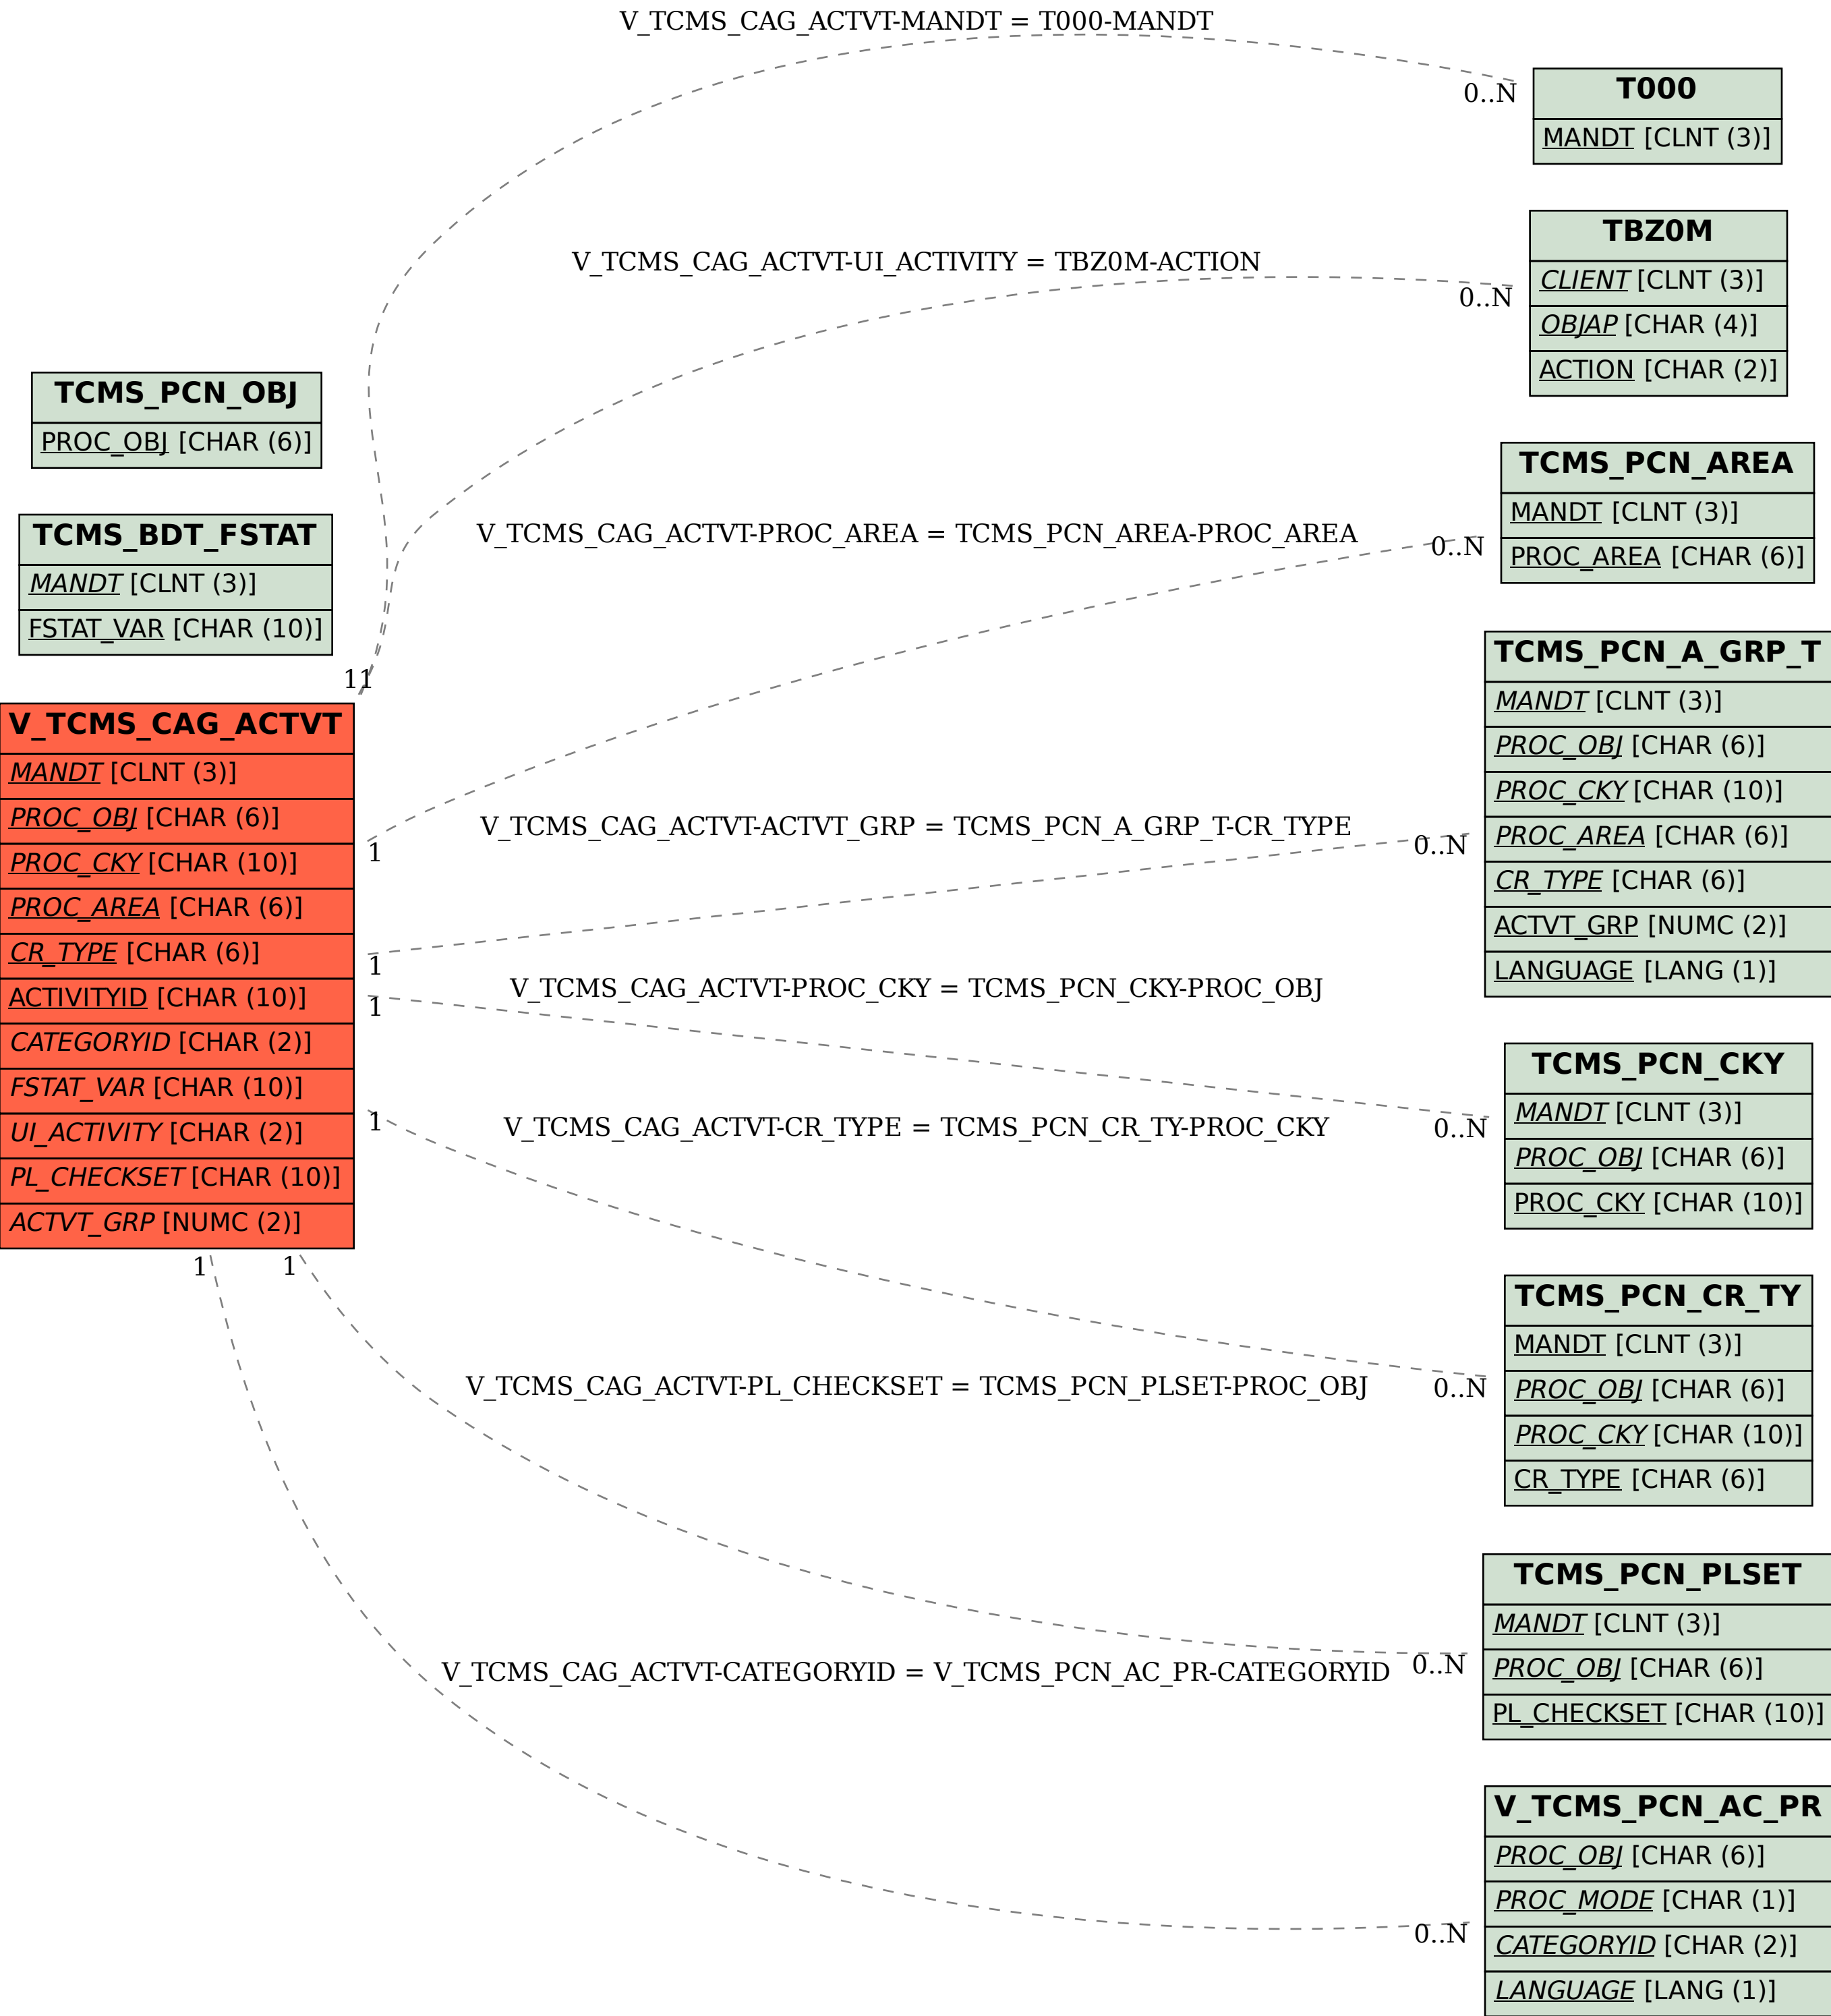 V_TCMS_CAG_ACTVT-MANDT = T000-MANDT
0..N
T000
MANDT [CLNT (3)]
V_TCMS_CAG_ACTVT-UI_ACTIVITY = TBZ0M-ACTION
0..N
TBZ0M
CLIENT [CLNT (3)]
OBJAP [CHAR (4)]
ACTION [CHAR (2)]
TCMS_PCN_OBJ
PROC_OBJ [CHAR (6)]
TCMS_BDT_FSTAT
MANDT [CLNT (3)]
FSTAT_VAR [CHAR (10)]
V_TCMS_CAG_ACTVT-PROC_AREA = TCMS_PCN_AREA-PROC_AREA
0..N
TCMS_PCN_AREA
MANDT [CLNT (3)]
PROC_AREA [CHAR (6)]
11
V_TCMS_CAG_ACTVT
MANDT [CLNT (3)]
PROC_OBJ [CHAR (6)]
PROC_CKY [CHAR (10)]
PROC_AREA [CHAR (6)]
CR_TYPE [CHAR (6)]
ACTIVITYID [CHAR (10)]
CATEGORYID [CHAR (2)]
FSTAT_VAR [CHAR (10)]
UI_ACTIVITY [CHAR (2)]
PL_CHECKSET [CHAR (10)]
ACTVT_GRP [NUMC (2)]
1
1
1
1
1
1
V_TCMS_CAG_ACTVT-ACTVT_GRP = TCMS_PCN_A_GRP_T-CR_TYPE
0..N
TCMS_PCN_A_GRP_T
MANDT [CLNT (3)]
PROC_OBJ [CHAR (6)]
PROC_CKY [CHAR (10)]
PROC_AREA [CHAR (6)]
CR_TYPE [CHAR (6)]
ACTVT_GRP [NUMC (2)]
LANGUAGE [LANG (1)]
V_TCMS_CAG_ACTVT-PROC_CKY = TCMS_PCN_CKY-PROC_OBJ
0..N
TCMS_PCN_CKY
MANDT [CLNT (3)]
PROC_OBJ [CHAR (6)]
PROC_CKY [CHAR (10)]
V_TCMS_CAG_ACTVT-CR_TYPE = TCMS_PCN_CR_TY-PROC_CKY
0..N
TCMS_PCN_CR_TY
MANDT [CLNT (3)]
PROC_OBJ [CHAR (6)]
PROC_CKY [CHAR (10)]
CR_TYPE [CHAR (6)]
V_TCMS_CAG_ACTVT-PL_CHECKSET = TCMS_PCN_PLSET-PROC_OBJ
0..N
TCMS_PCN_PLSET
MANDT [CLNT (3)]
PROC_OBJ [CHAR (6)]
PL_CHECKSET [CHAR (10)]
V_TCMS_CAG_ACTVT-CATEGORYID = V_TCMS_PCN_AC_PR-CATEGORYID
0..N
V_TCMS_PCN_AC_PR
PROC_OBJ [CHAR (6)]
PROC_MODE [CHAR (1)]
CATEGORYID [CHAR (2)]
LANGUAGE [LANG (1)]